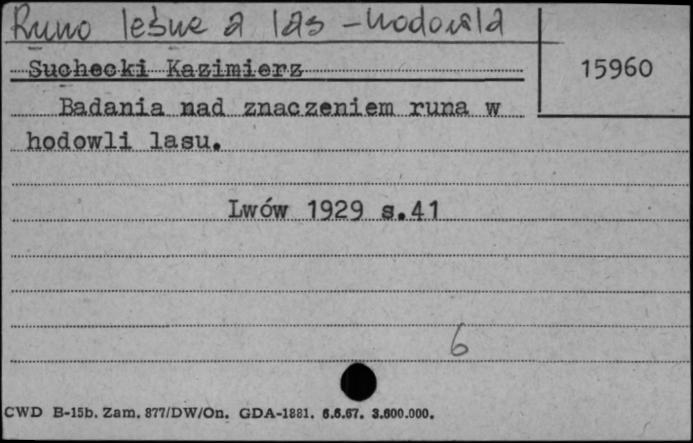 Runo leśne a las - hodowla
Suchecki Kazimierz
15960
Badania nad znaczeniem runa w
hodowli lasu.
Lwów 1929 s.41
6
CWD B-15b. Zam. 877/DW/On. GDA-1881. 6.6.67. 3.600.000.